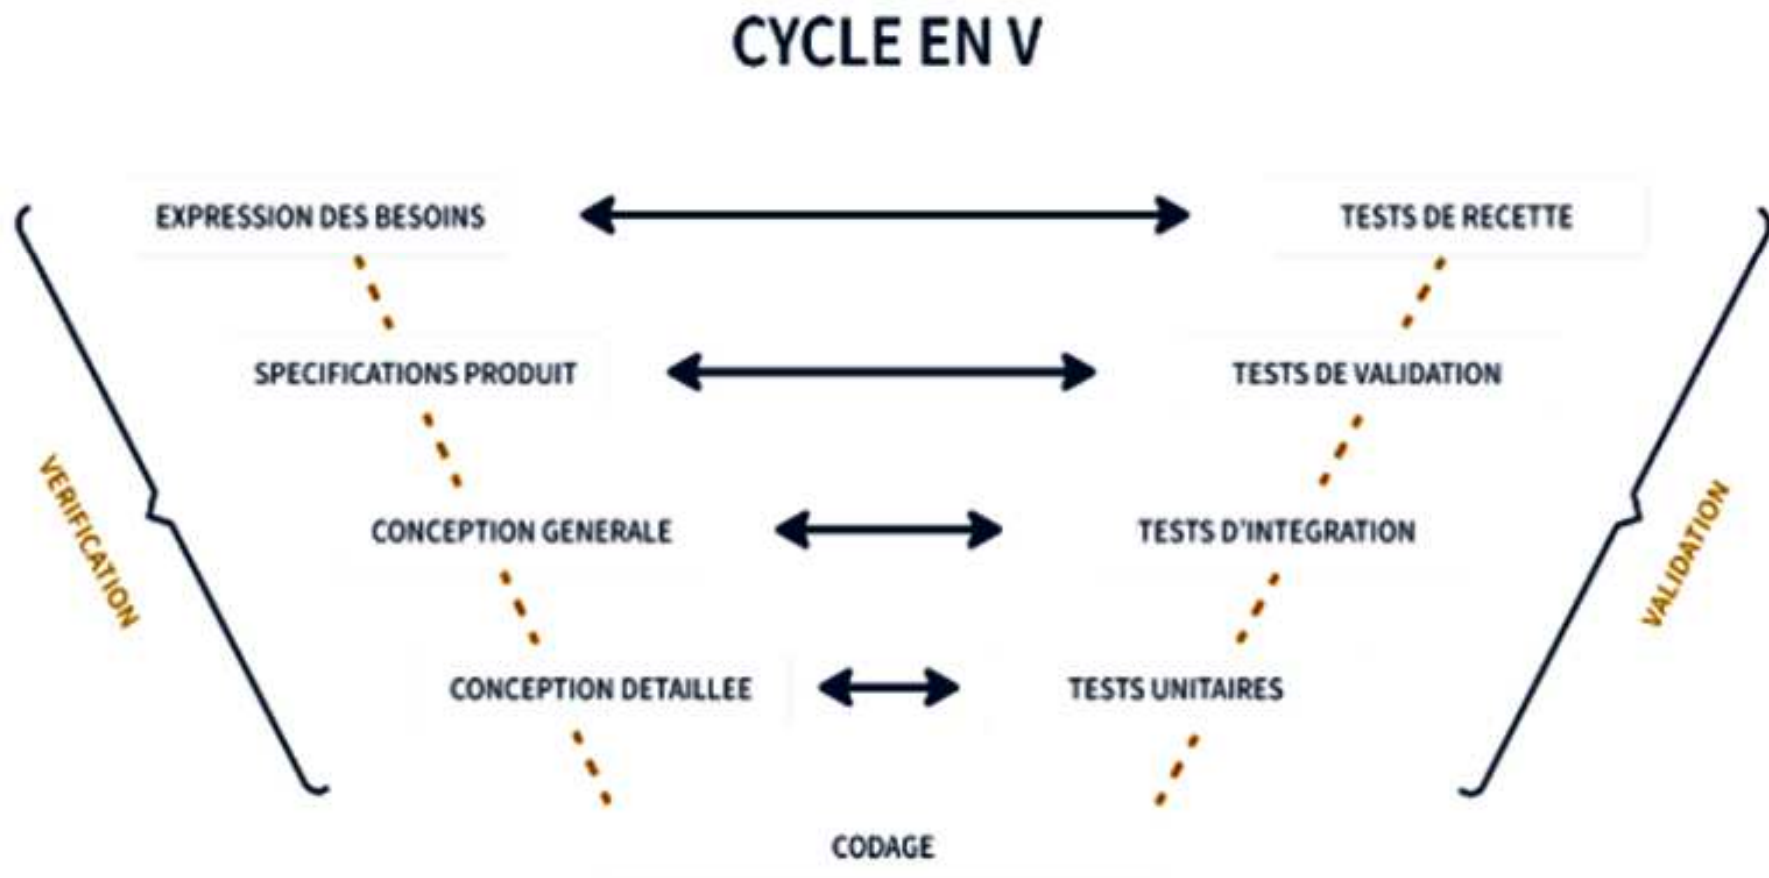 CYCLE EN V
EXPRESSION DES BESOINS
TESTS DE RECETTE
SPECIFICATIONS PRODUIT
TESTS DE VALIDATION
VERIFICATION
CONCEPTION GENERALE
TESTS D'INTEGRATION
VALIDATION
CONCEPTION DETAILLEE
TESTS UNITAIRES
CODAGE